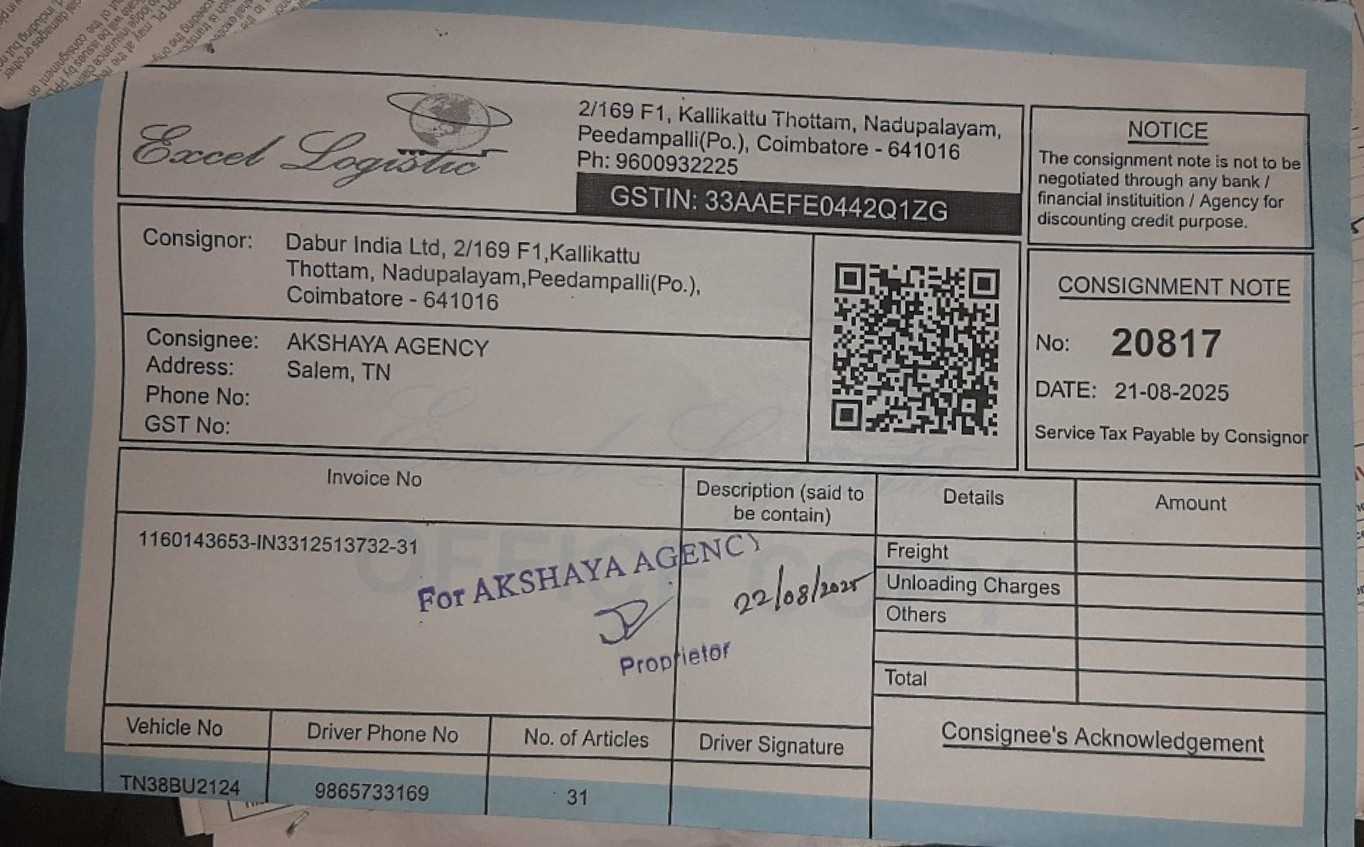 Excel Logistic
2/169 F1, Kallikattu Thottam, Nadupalayam,
Peedampalli(Po.), Coimbatore - 641016
Ph: 9600932225
GSTIN: 33AAEFE0442Q1ZG
NOTICE
The consignment note is not to be
negotiated through any bank /
financial instituition / Agency for
discounting credit purpose.
Consignor: Dabur India Ltd, 2/169 F1,Kallikattu
Thottam, Nadupalayam,Peedampalli(Po.),
Coimbatore - 641016
Consignee: AKSHAYA AGENCY
Address: Salem, TN
Phone No:
GST No:
CONSIGNMENT NOTE
No: 20817
DATE: 21-08-2025
Service Tax Payable by Consignor
Invoice No
Description (said to
be contain)
Details Amount
1160143653-IN3312513732-31
OFFICE COPY
For AKSHAYA AGENCY
22/08/2025
Proprietor
Freight
Unloading Charges
Others
Total
Vehicle No Driver Phone No No. of Articles Driver Signature
Consignee's Acknowledgement
TN38BU2124 9865733169 31